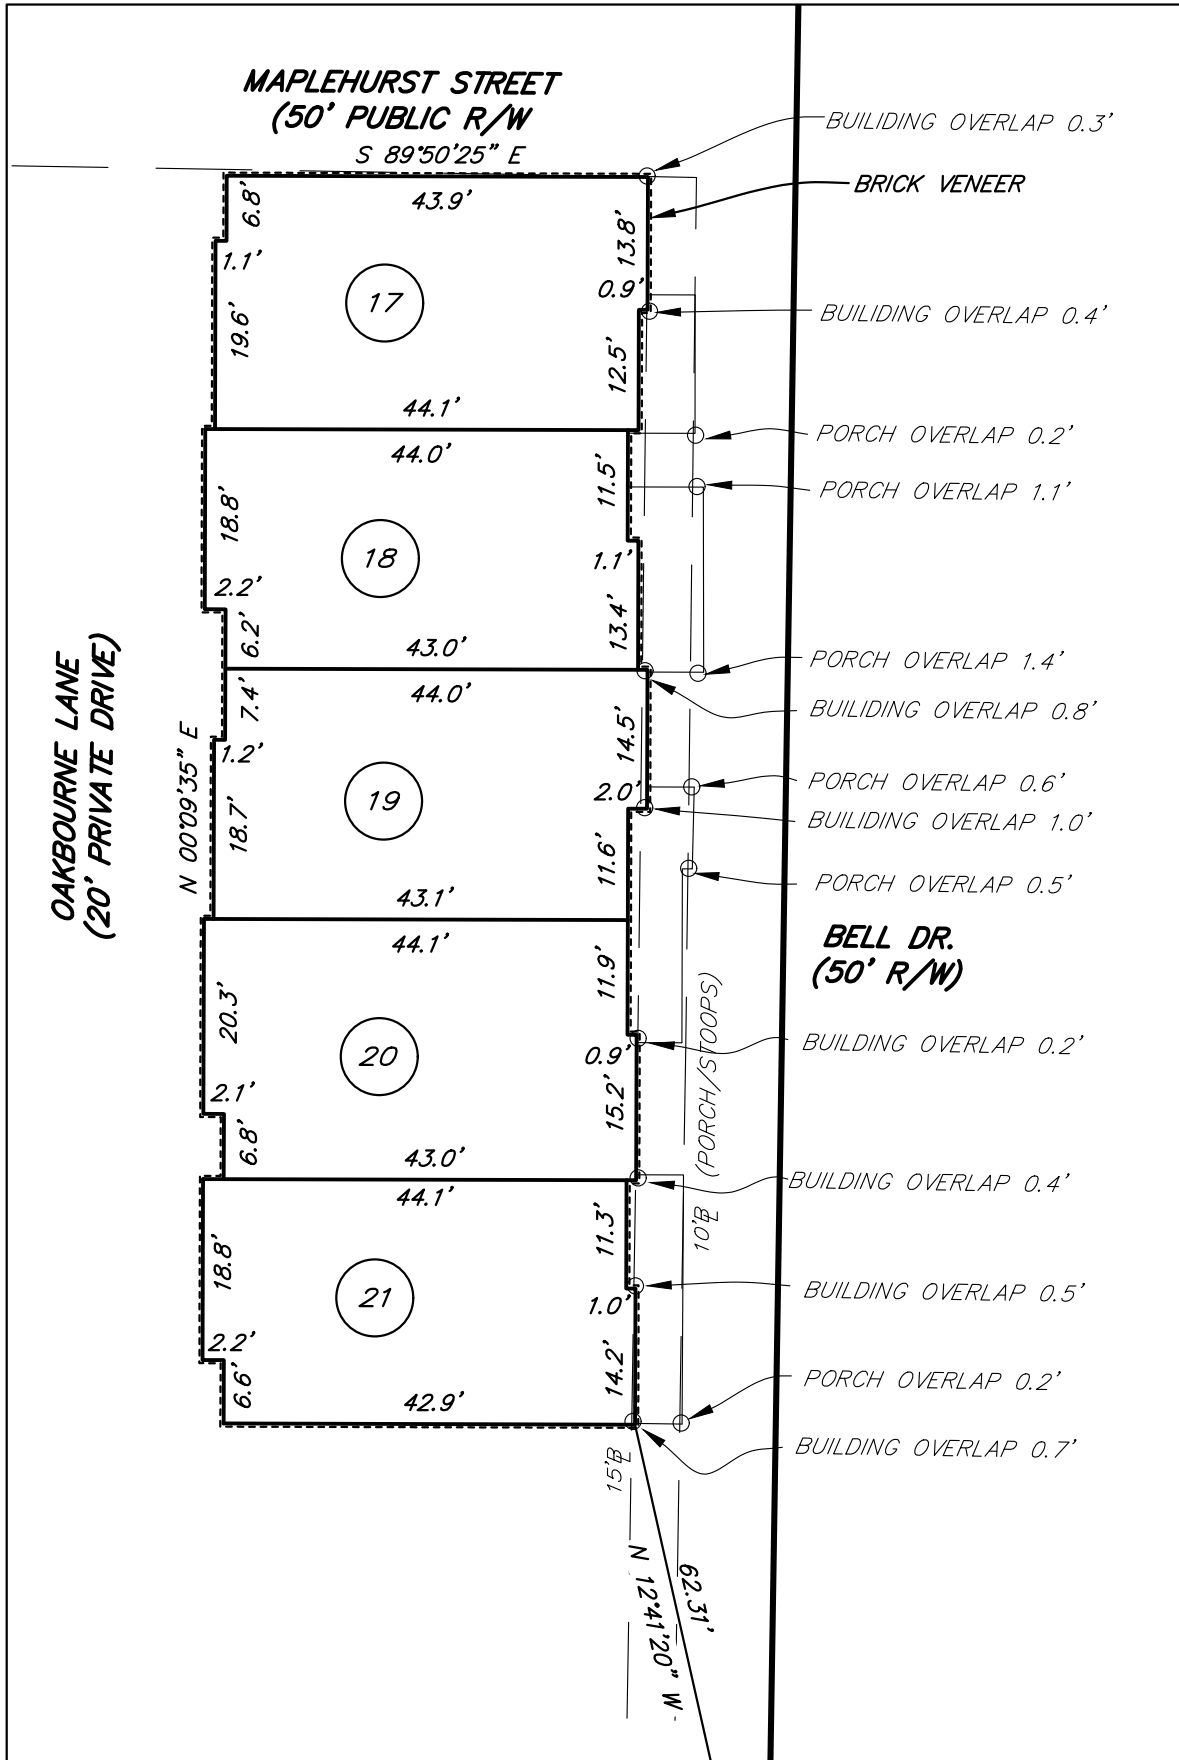 MAPLEHURST STREET
(50' PUBLIC R/W
S 89°50'25" E
BUILIDING OVERLAP 0.3'
BRICK VENEER
6.8'
43.9'
13.8'
1.1'
17
0.9'
BUILIDING OVERLAP 0.4'
19.6'
12.5'
44.1'
PORCH OVERLAP 0.2'
44.0'
11.5'
PORCH OVERLAP 1.1'
18.8'
18
1.1'
2.2'
6.2'
13.4'
43.0'
PORCH OVERLAP 1.4'
OAKBOURNE LANE
(20' PRIVATE DRIVE)
N 00°09'35" E
7.4'
44.0'
BUILIDING OVERLAP 0.8'
14.5'
1.2'
19
2.0'
PORCH OVERLAP 0.6'
BUILIDING OVERLAP 1.0'
18.7'
11.6'
43.1'
PORCH OVERLAP 0.5'
44.1'
11.9'
BELL DR.
(50' R/W)
20.3'
20
0.9'
BUILDING OVERLAP 0.2'
(PORCH/STOOPS)
2.1'
15.2'
6.8'
43.0'
BUILDING OVERLAP 0.4'
44.1'
11.3'
10'BL
18.8'
21
1.0'
BUILDING OVERLAP 0.5'
2.2'
14.2'
6.6'
42.9'
PORCH OVERLAP 0.2'
BUILDING OVERLAP 0.7'
15'BL
N 12°41'20" W
62.31'